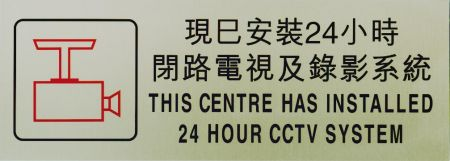 現巳安裝24小時
閉路電視及錄影系統
THIS CENTRE HAS INSTALLED
24 HOUR CCTV SYSTEM